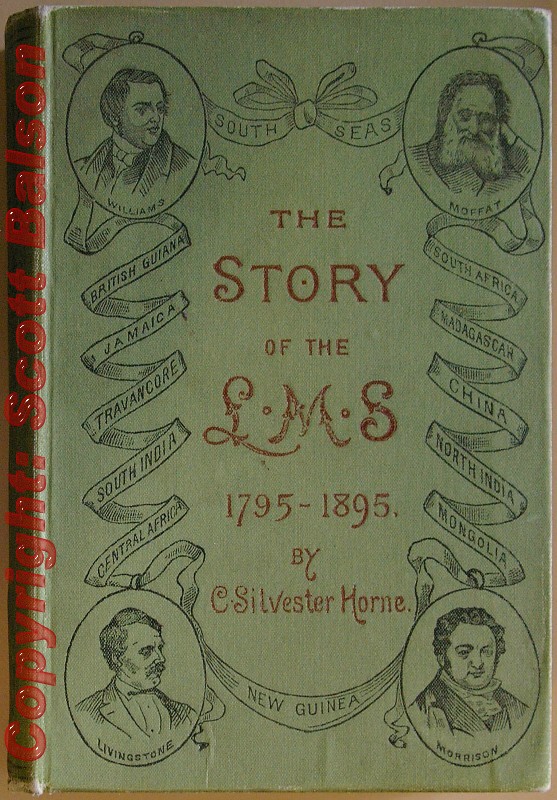 Copyright: Scott Balson
SOUTH SEAS
WILLIAMS
MOFFAT
THE
STORY
OF THE
L.M.S
1795-1895.
BY
C. Silvester Horne.
BRITISH GUIANA
JAMAICA
TRAVANCORE
SOUTH INDIA
CENTRAL AFRICA
SOUTH AFRICA
MADAGASCAR
CHINA
NORTH INDIA
MONGOLIA
LIVINGSTONE
NEW GUINEA
MORRISON